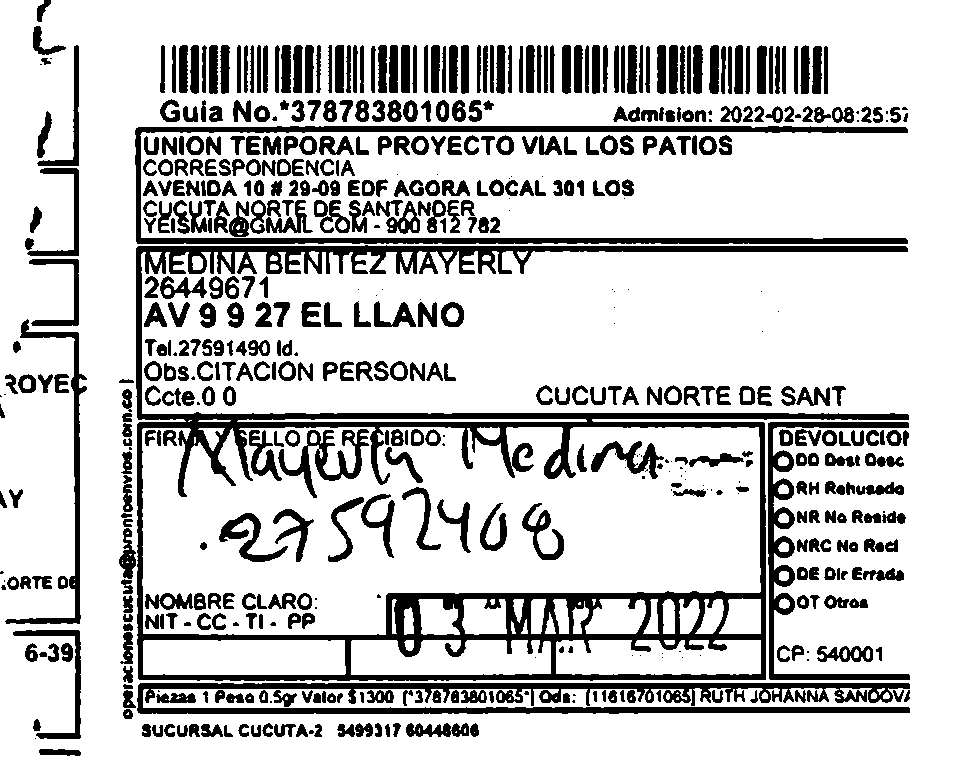 Guia No.*378783801065*
Admision: 2022-02-28-08:25:57
UNION TEMPORAL PROYECTO VIAL LOS PATIOS
CORRESPONDENCIA
AVENIDA 10 # 29-09 EDF AGORA LOCAL 301 LOS
CUCUTA NORTE DE SANTANDER
YEISMIR@GMAIL COM - 900 812 782
MEDINA BENITEZ MAYERLY
26449671
AV 9 9 27 EL LLANO
Tel.27591490 Id.
Obs.CITACION PERSONAL
Ccte.0 0
CUCUTA NORTE DE SANT
ROYEC
AY
ORTE DE
6-39
operacionescucuta@prontoenvios.com.co
FIRMA Y SELLO DE RECIBIDO:
Mayerly Medina
27592408
NOMBRE CLARO:
NIT - CC - TI - PP
03 MAR 2022
DEVOLUCION
DD Dest Desc
RH Rehusado
NR No Reside
NRC No Recl
DE Dir Errada
OT Otros
CP: 540001
Piezas 1 Peso 0.5gr Valor $1300 [*378783801065*] Ods: [11616701065] RUTH JOHANNA SANDOVA
SUCURSAL CUCUTA-2 5499317 60448606